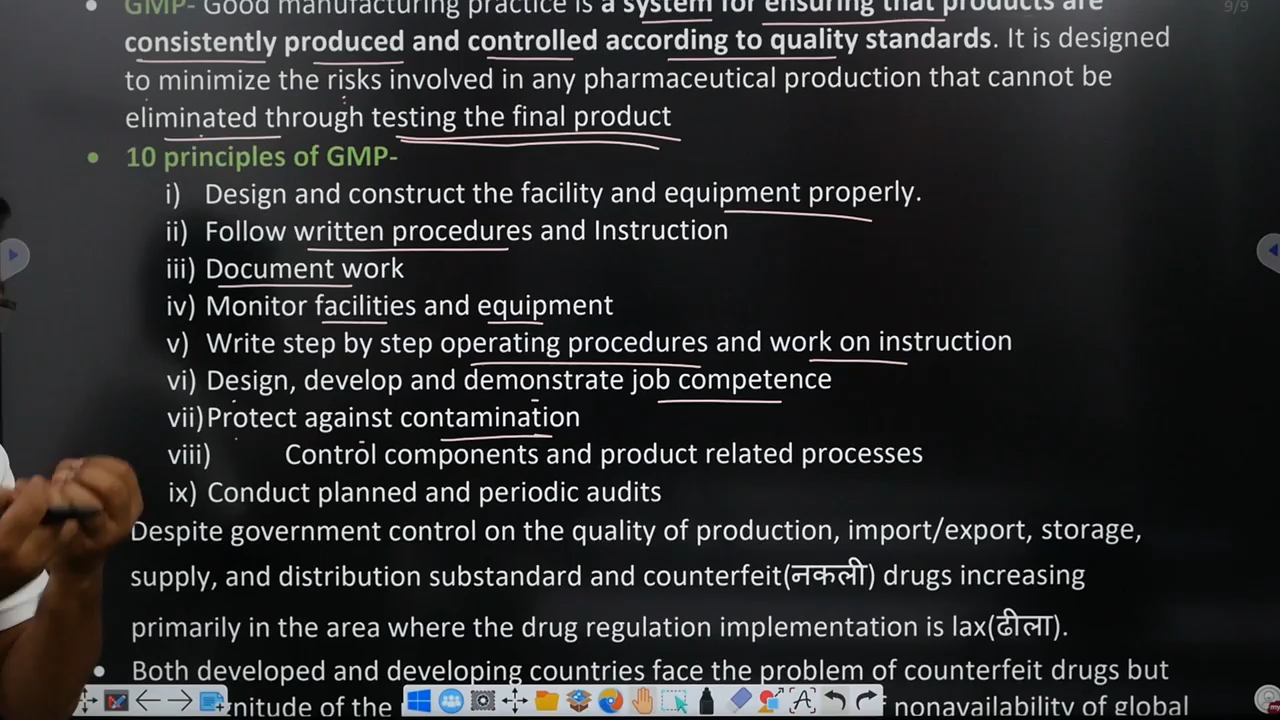 9/9
GMP- Good manufacturing practice is a system for ensuring that products are
consistently produced and controlled according to quality standards. It is designed
to minimize the risks involved in any pharmaceutical production that cannot be
eliminated through testing the final product
10 principles of GMP-
i) Design and construct the facility and equipment properly.
ii) Follow written procedures and Instruction
iii) Document work
iv) Monitor facilities and equipment
v) Write step by step operating procedures and work on instruction
vi) Design, develop and demonstrate job competence
vii)Protect against contamination
viii) Control components and product related processes
ix) Conduct planned and periodic audits
Despite government control on the quality of production, import/export, storage,
supply, and distribution substandard and counterfeit(नकली) drugs increasing
primarily in the area where the drug regulation implementation is lax(ढीला).
Both developed and developing countries face the problem of counterfeit drugs but
nitude of the nonavailability of global